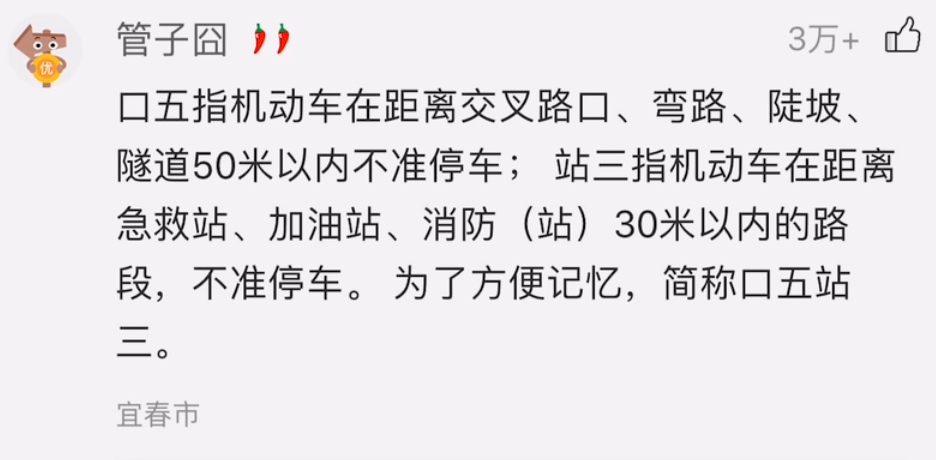 管子囧
3万+
优
口五指机动车在距离交叉路口、弯路、陡坡、
隧道50米以内不准停车； 站三指机动车在距离
急救站、加油站、消防（站）30米以内的路
段，不准停车。 为了方便记忆，简称口五站
三。
宜春市